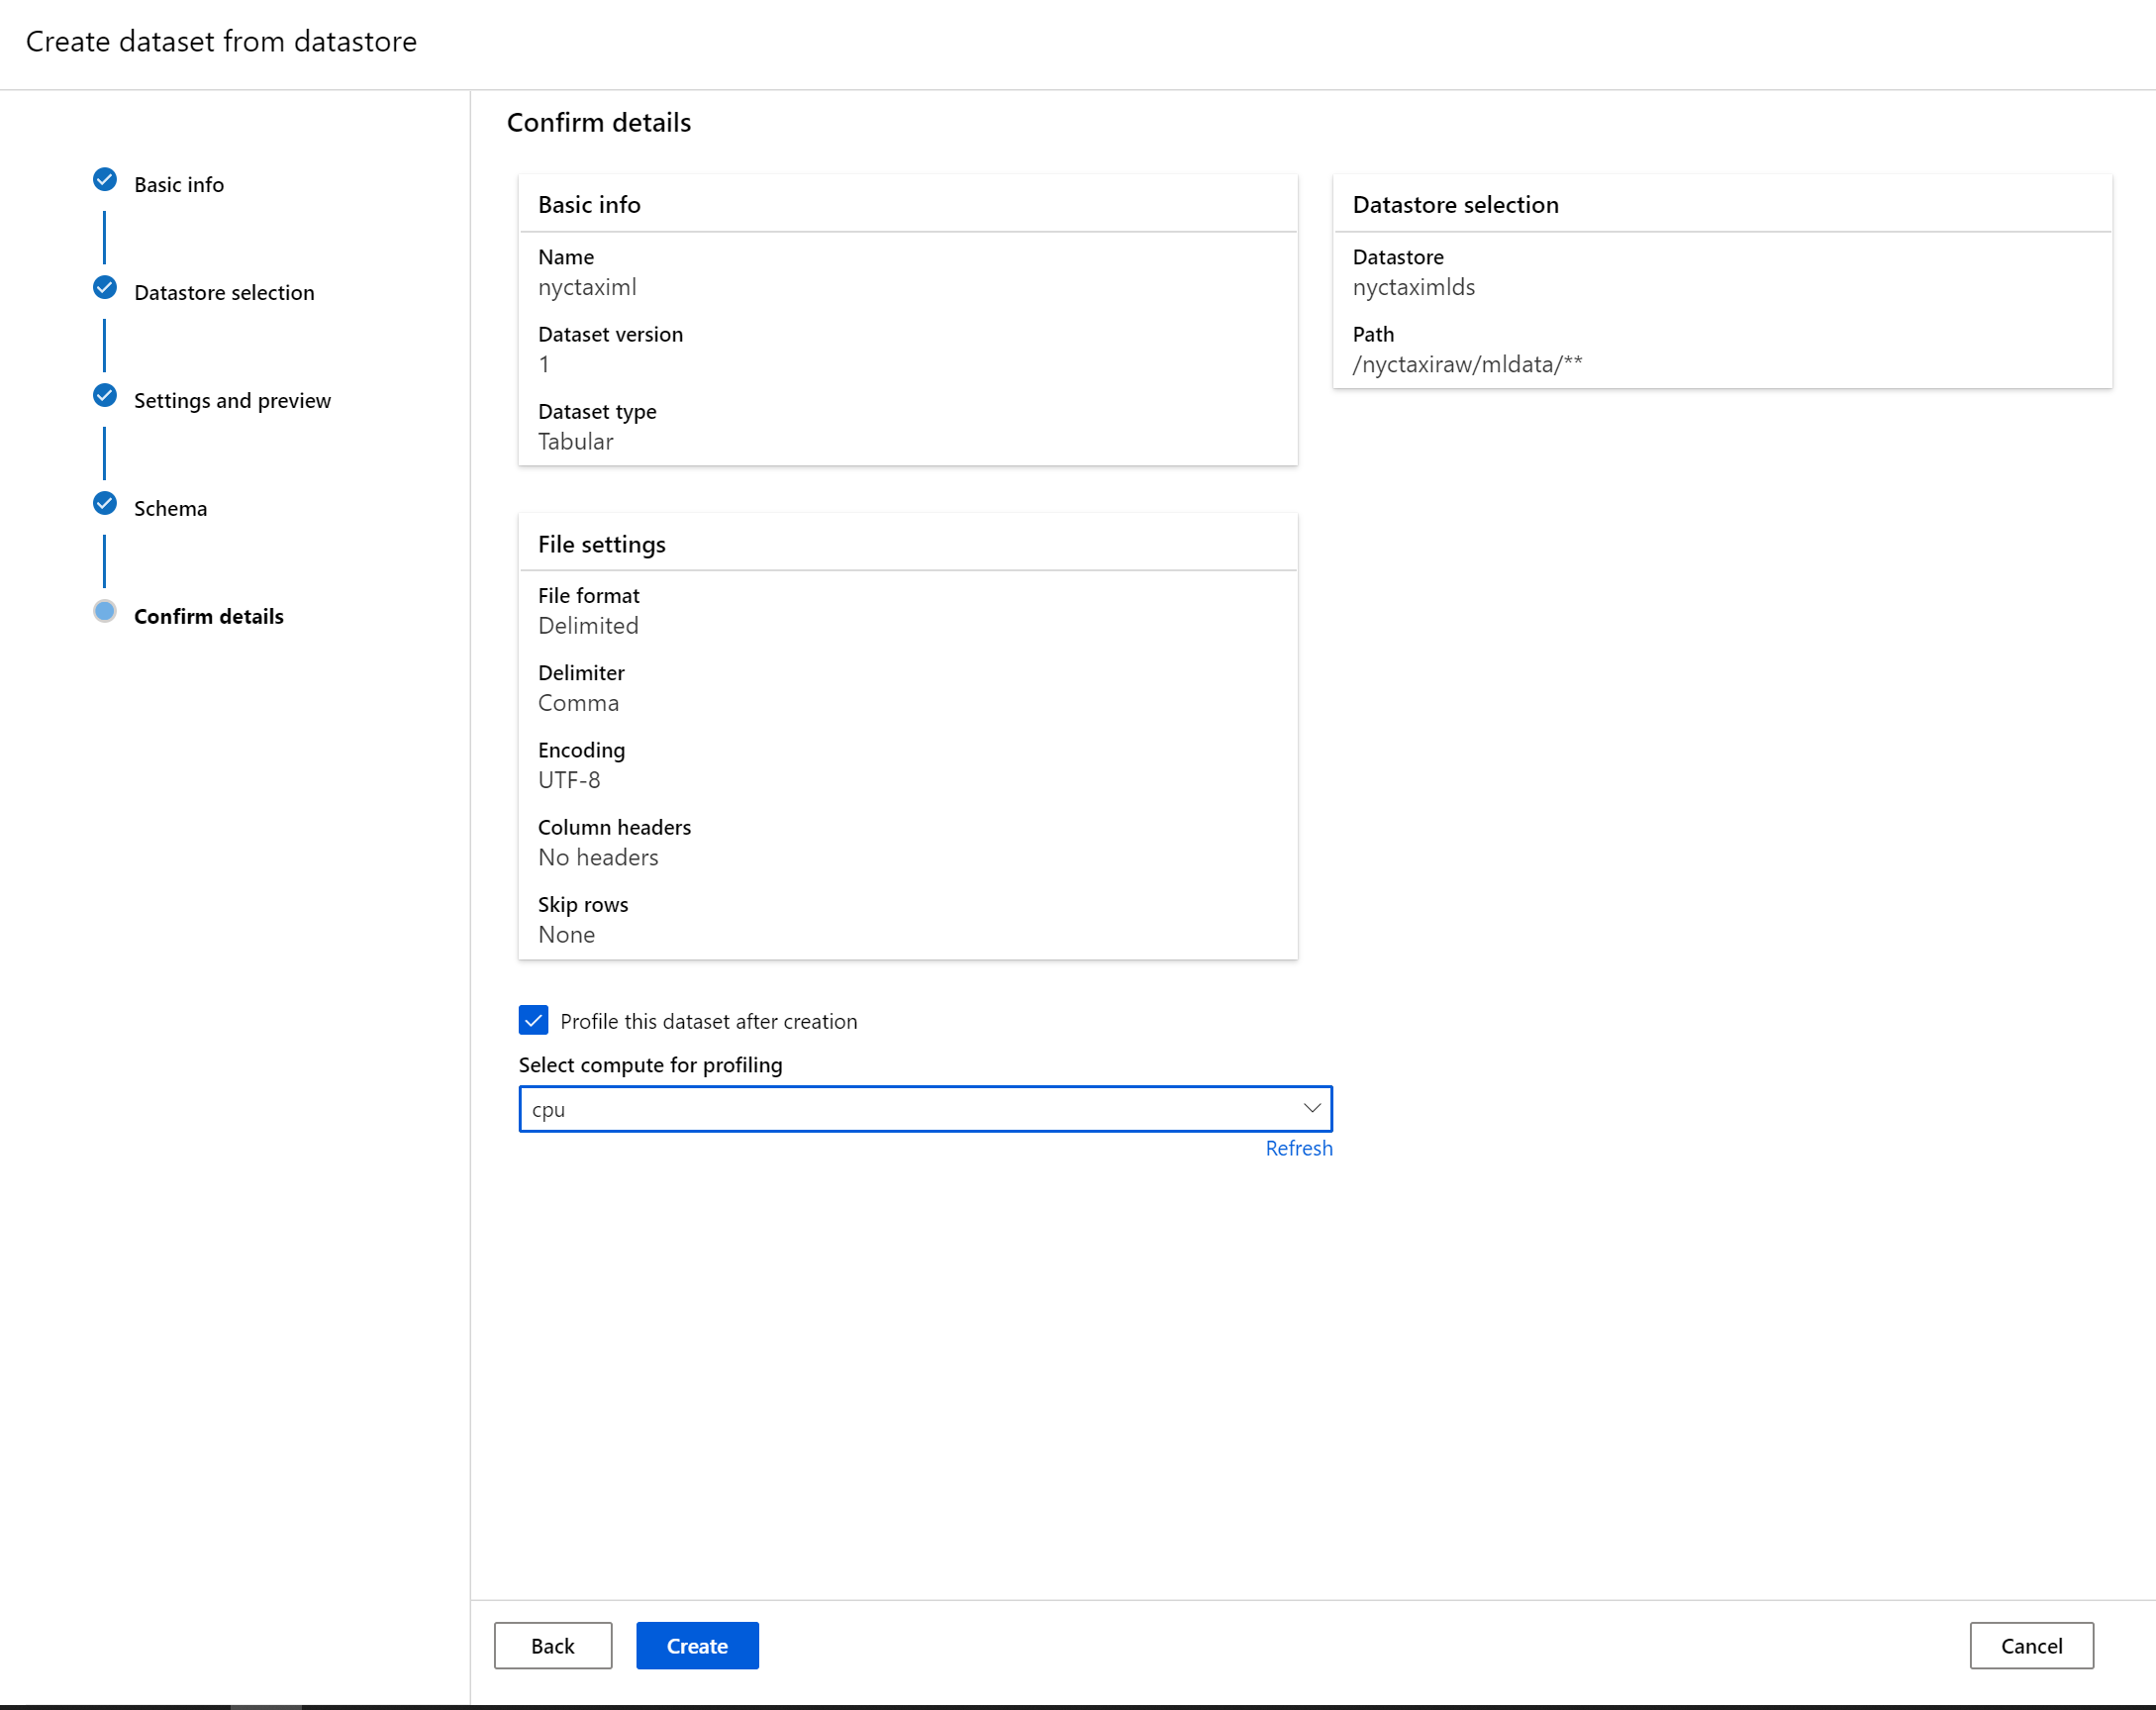 Create dataset from datastore
Basic info
Datastore selection
Settings and preview
Schema
Confirm details
Confirm details
Basic info
Name
nyctaximl
Dataset version
1
Dataset type
Tabular
Datastore selection
Datastore
nyctaximlds
Path
/nyctaxiraw/mldata/**
File settings
File format
Delimited
Delimiter
Comma
Encoding
UTF-8
Column headers
No headers
Skip rows
None
Profile this dataset after creation
Select compute for profiling
cpu
Refresh
Back
Create
Cancel